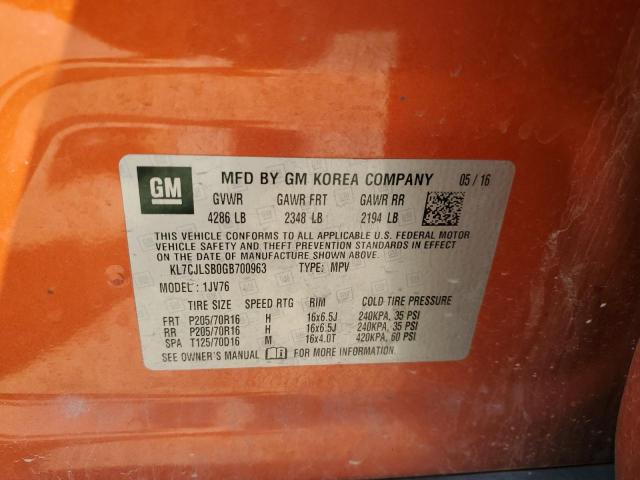 GM
MFD BY GM KOREA COMPANY 05/16
GVWR GAWR FRT GAWR RR
4286 LB 2348 LB 2194 LB
THIS VEHICLE CONFORMS TO ALL APPLICABLE U.S. FEDERAL MOTOR
VEHICLE SAFETY AND THEFT PREVENTION STANDARDS IN EFFECT
ON THE DATE OF MANUFACTURE SHOWN ABOVE.
KL7CJLSB0GB700963 TYPE: MPV
MODEL: 1JV76
TIRE SIZE SPEED RTG RIM COLD TIRE PRESSURE
FRT P205/70R16 H 16x6.5J 240KPA, 35 PSI
RR P205/70R16 H 16x6.5J 240KPA, 35 PSI
SPA T125/70D16 M 16x4.0T 420KPA, 60 PSI
SEE OWNER'S MANUAL FOR MORE INFORMATION.